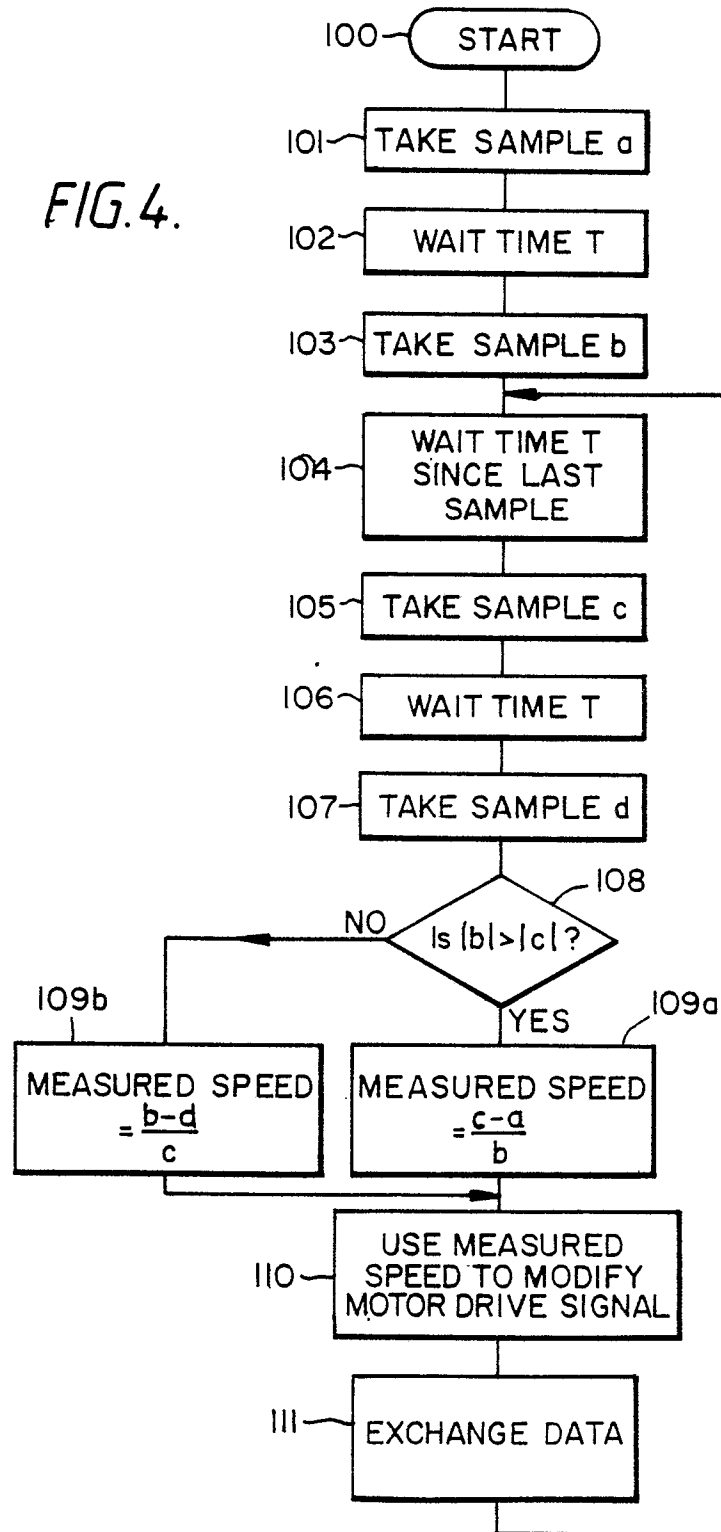 100
START
101
TAKE SAMPLE a
FIG.4.
102
WAIT TIME T
103
TAKE SAMPLE b
104
WAIT TIME T
SINCE LAST
SAMPLE
105
TAKE SAMPLE c
106
WAIT TIME T
107
TAKE SAMPLE d
108
NO
Is |b|>|c| ?
109b
YES
109a
MEASURED SPEED
= b-d
c
MEASURED SPEED
= c-a
b
110
USE MEASURED
SPEED TO MODIFY
MOTOR DRIVE SIGNAL
111
EXCHANGE DATA